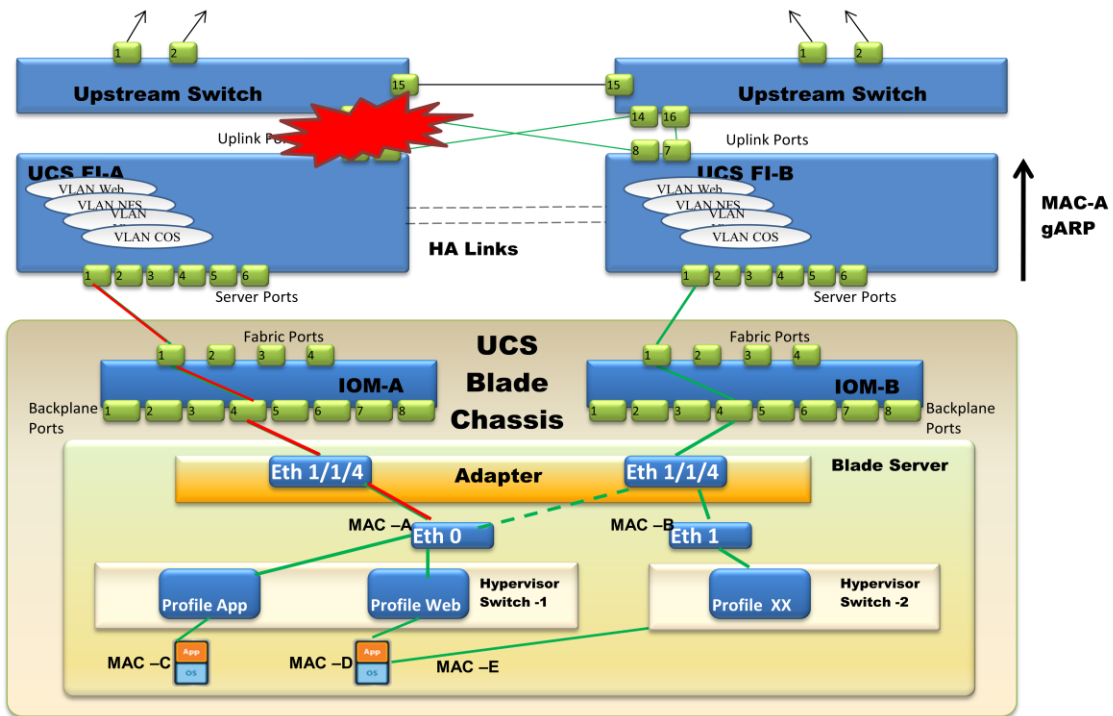 1
2
1
2
Upstream Switch
15
15
Upstream Switch
14
16
Uplink Por
Uplink Ports
8
7
UCS FI-A
UCS FI-B
VLAN Web
VLAN NFS
VLAN
VLAN COS
VLAN Web
VLAN NFS
VLAN
VLAN COS
MAC-A
gARP
HA Links
1 2 3 4 5 6
1 2 3 4 5 6
Server Ports
Server Ports
Fabric Ports
Fabric Ports
1 2 3 4
1 2 3 4
UCS
Blade
Chassis
IOM-A
IOM-B
Backplane
Ports
1 2 3 4 5 6 7 8
1 2 3 4 5 6 7 8
Backplane
Ports
Eth 1/1/4
Adapter
Eth 1/1/4
Blade Server
MAC –A
Eth 0
MAC –B
Eth 1
Profile App
Profile Web
Hypervisor
Switch -1
Profile XX
Hypervisor
Switch -2
MAC –C
App
OS
MAC –D
App
OS
MAC –E